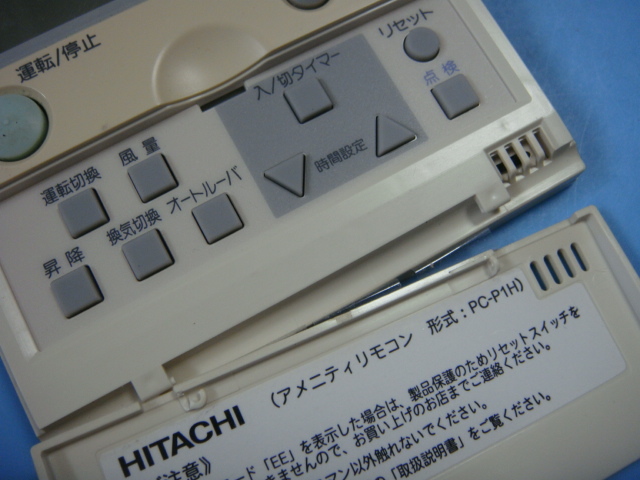 運転/停止
リセット
入/切タイマー
点検
時間設定
風量
運転切換
オートルーバ
換気切換
昇降
HITACHI (アメニティリモコン 形式:PC-P1H)
注意》
ード「EE」を表示した場合は、製品保護のためリセットスイッチを
きませんので、お買い上げのお店までご連絡ください。
フン以外触れないでください。
の「取扱説明書」をご覧ください。